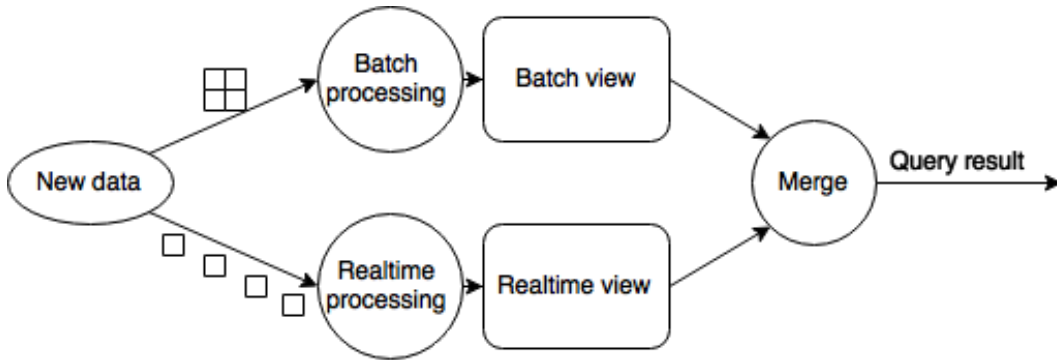 New data
Batch
processing
Batch view
Realtime
processing
Realtime view
Merge
Query result